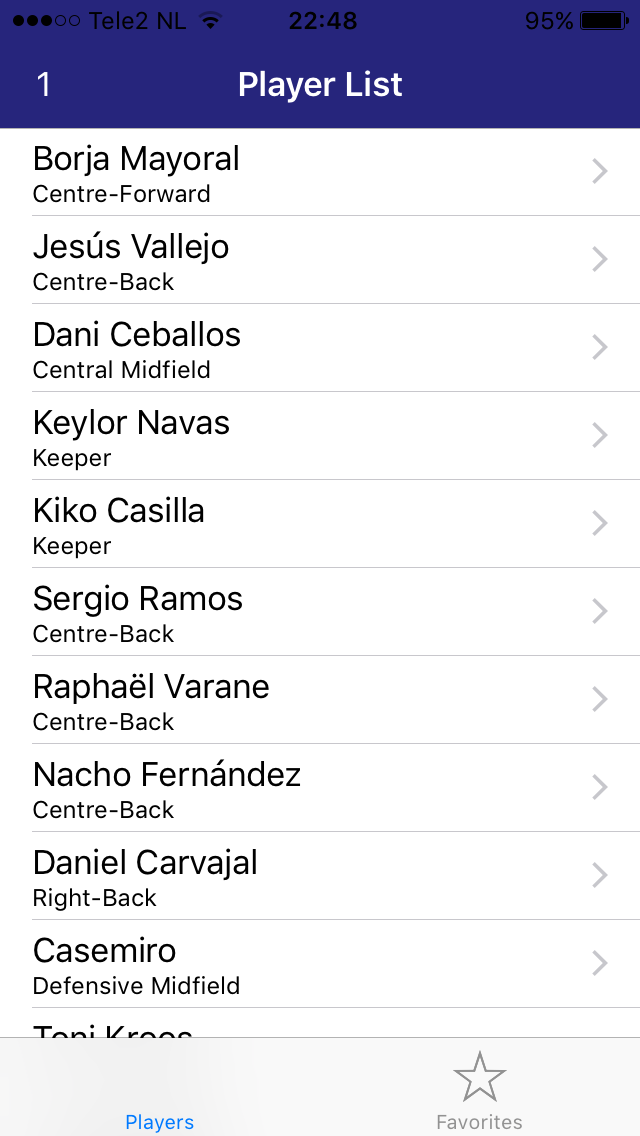 Tele2 NL 22:48 95%
1 Player List
Borja Mayoral
Centre-Forward
Jesús Vallejo
Centre-Back
Dani Ceballos
Central Midfield
Keylor Navas
Keeper
Kiko Casilla
Keeper
Sergio Ramos
Centre-Back
Raphaël Varane
Centre-Back
Nacho Fernández
Centre-Back
Daniel Carvajal
Right-Back
Casemiro
Defensive Midfield
Toni Kroos
Players Favorites